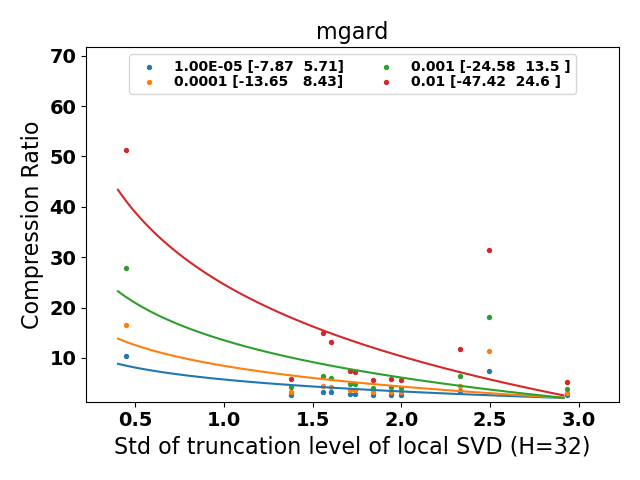 mgard
1.00E-05 [-7.87  5.71]
0.0001 [-13.65   8.43]
0.001 [-24.58  13.5 ]
0.01 [-47.42  24.6 ]
Compression Ratio
70
60
50
40
30
20
10
0.5 1.0 1.5 2.0 2.5 3.0
Std of truncation level of local SVD (H=32)